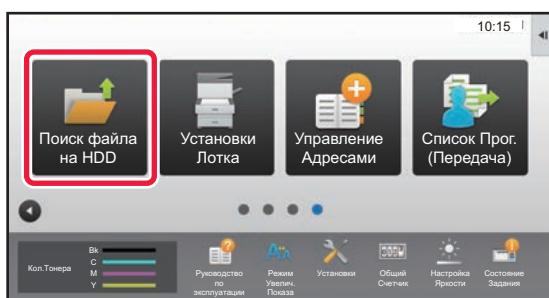 10:15
Поиск файла
на HDD
Установки
Лотка
Управление
Адресами
Список Прог.
(Передача)
Кол.Тонера
Bk
C
M
Y
Руководство
по
эксплуатации
Режим
Увелич.
Показа
Установки
Общий
Счетчик
Настройка
Яркости
Состояние
Задания